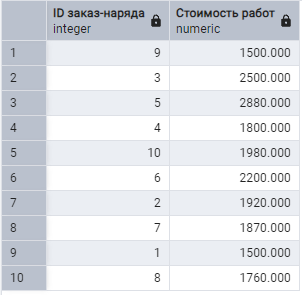 ID заказ-наряда Стоимость работ
integer numeric
1 9 1500.000
2 3 2500.000
3 5 2880.000
4 4 1800.000
5 10 1980.000
6 6 2200.000
7 2 1920.000
8 7 1870.000
9 1 1500.000
10 8 1760.000